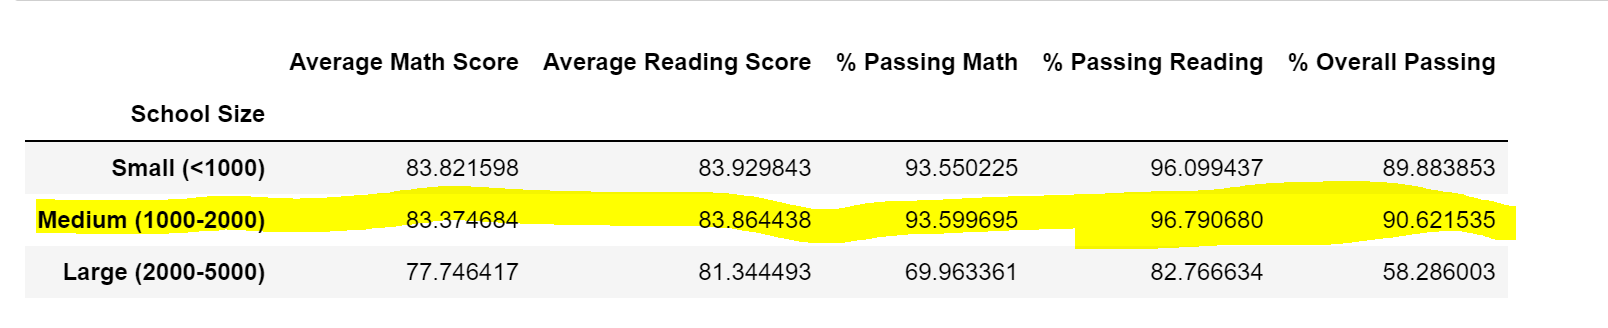 Average Math Score Average Reading Score % Passing Math % Passing Reading % Overall Passing
School Size
Small (<1000) 83.821598 83.929843 93.550225 96.099437 89.883853
Medium (1000-2000) 83.374684 83.864438 93.599695 96.790680 90.621535
Large (2000-5000) 77.746417 81.344493 69.963361 82.766634 58.286003